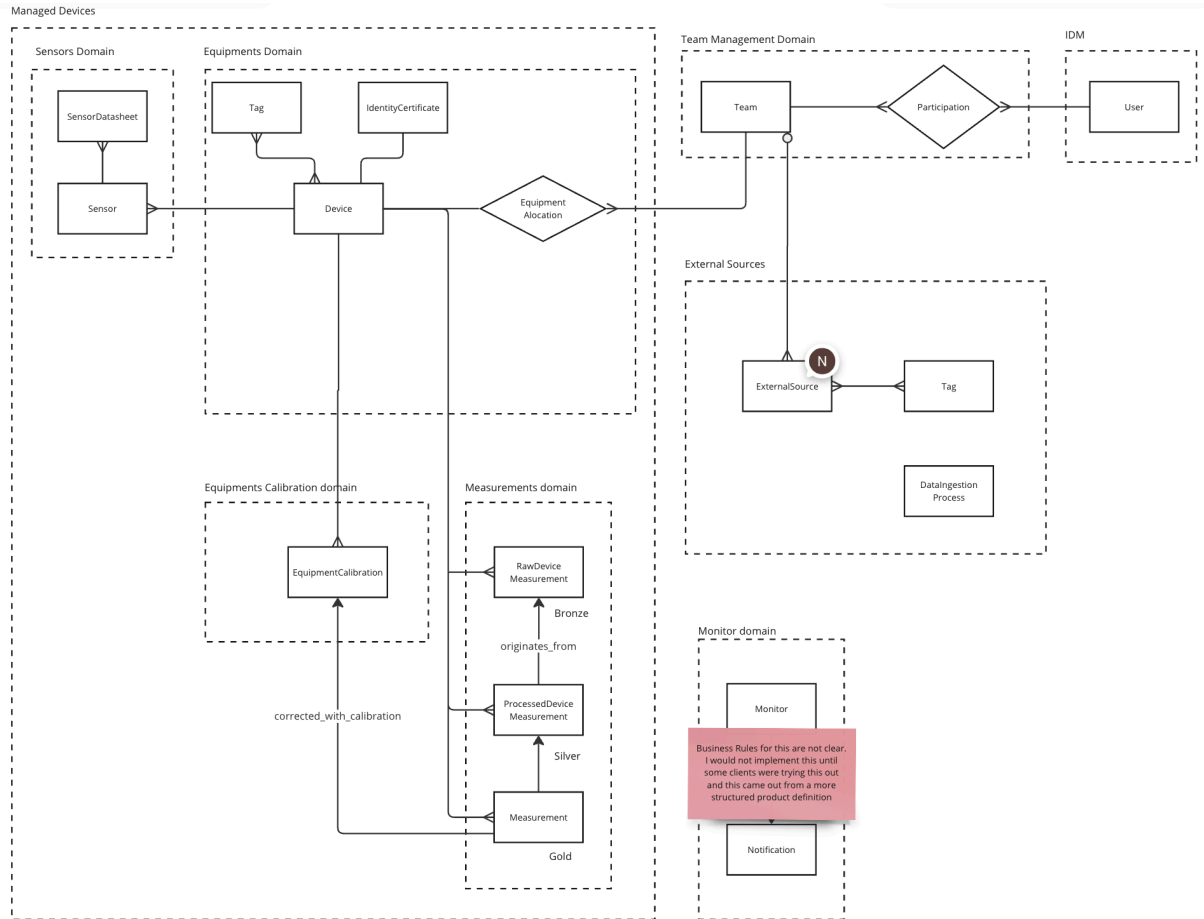 Managed Devices
Sensors Domain
SensorDatasheet
Sensor
Equipments Domain
Tag
IdentityCertificate
Device
Equipment
Alocation
Team Management Domain
Team
Participation
IDM
User
External Sources
N
ExternalSource
Tag
DataIngestion
Process
Equipments Calibration domain
EquipmentCalibration
corrected_with_calibration
Measurements domain
RawDevice
Measurement
Bronze
originates_from
ProcessedDevice
Measurement
Silver
Measurement
Gold
Monitor domain
Monitor
Business Rules for this are not clear.
I would not implement this until
some clients were trying this out
and this came out from a more
structured product definition
Notification